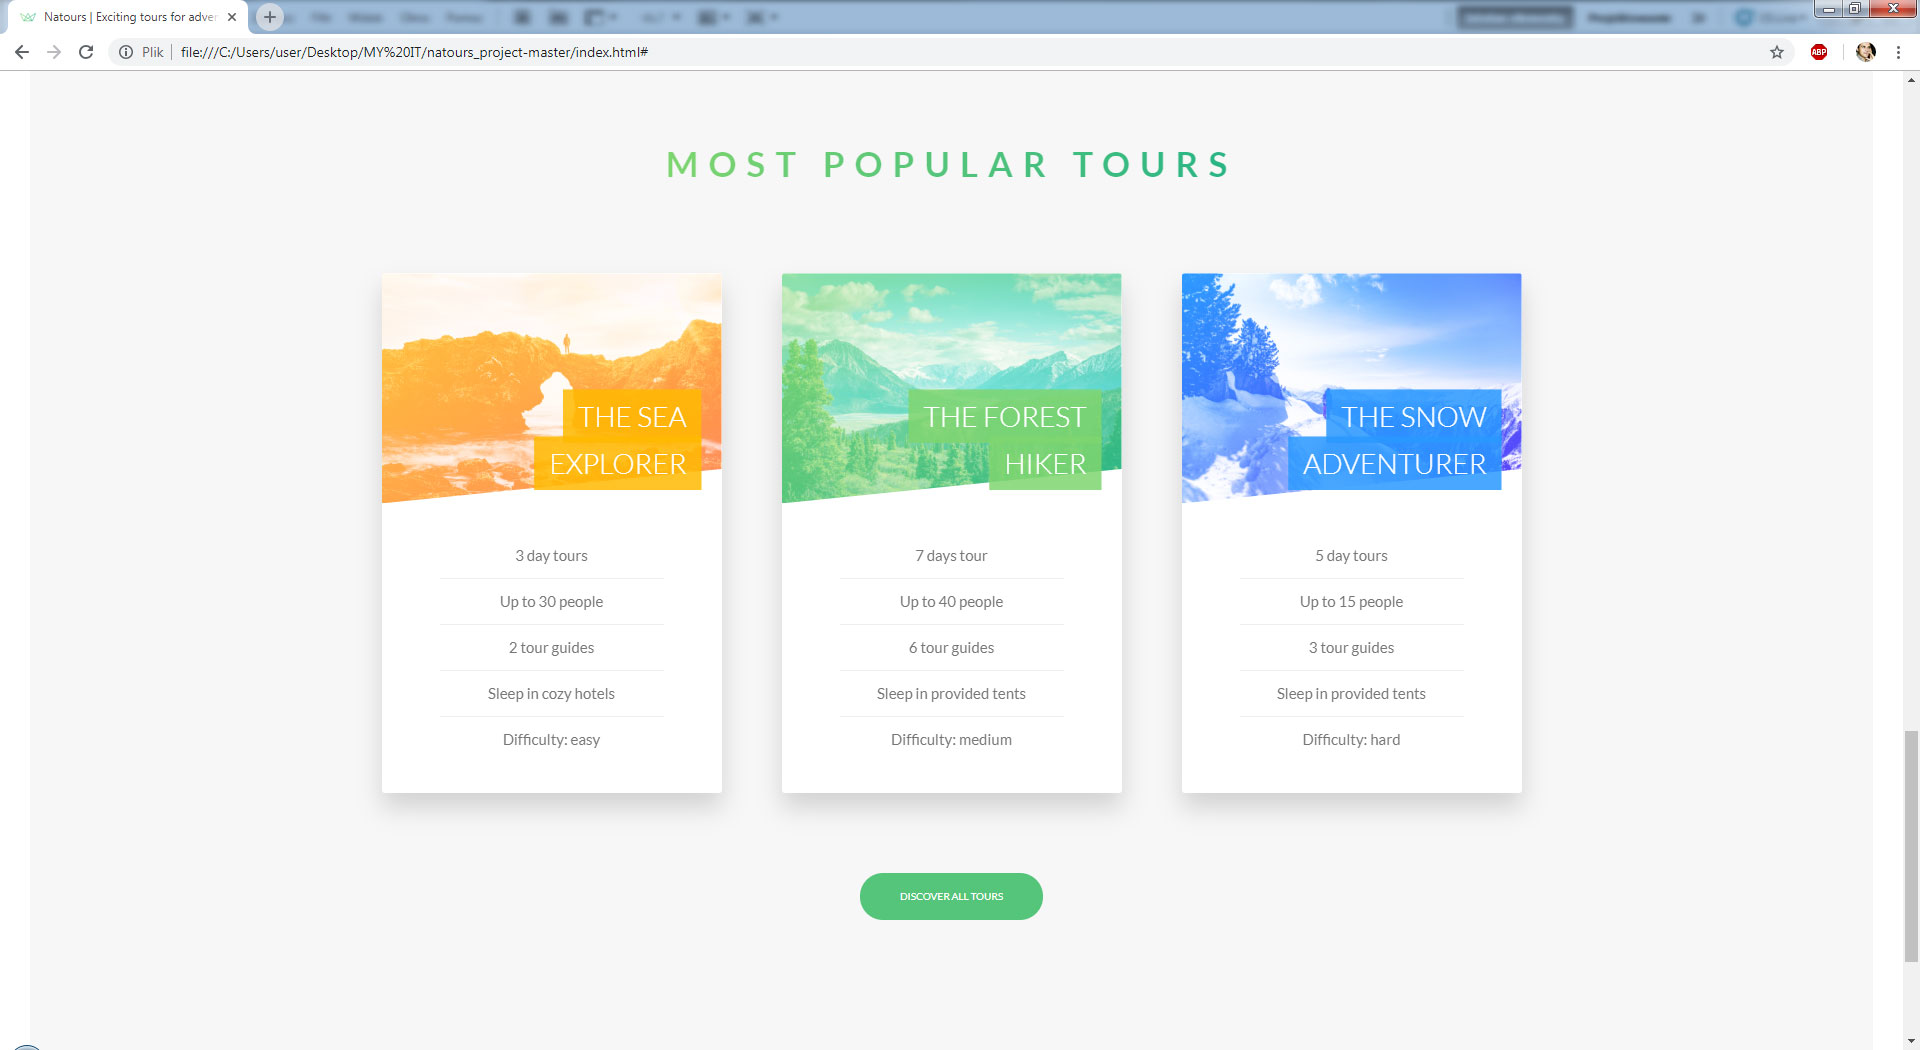 Natours | Exciting tours for adver
Plik
file:///C:/Users/user/Desktop/MY%20IT/natours_project-master/index.html#
ABP
MOST POPULAR TOURS
THE SEA
EXPLORER
3 day tours
Up to 30 people
2 tour guides
Sleep in cozy hotels
Difficulty: easy
THE FOREST
HIKER
7 days tour
Up to 40 people
6 tour guides
Sleep in provided tents
Difficulty: medium
THE SNOW
ADVENTURER
5 day tours
Up to 15 people
3 tour guides
Sleep in provided tents
Difficulty: hard
DISCOVER ALL TOURS